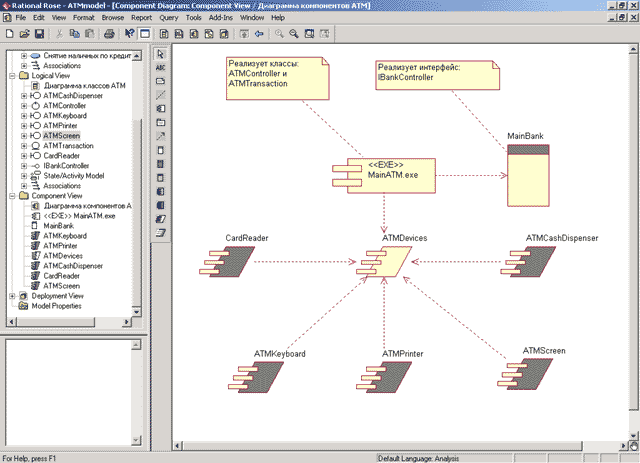 Rational Rose - ATMmodel - [Component Diagram: Component View / Диаграмма компонентов ATM]
File Edit View Format Browse Report Query Tools Add-Ins Window Help
Снятие наличных по креди
Associations
Logical View
Диаграмма классов ATM
ATMCashDispenser
ATMController
ATMKeyboard
ATMPrinter
ATMScreen
ATMTransaction
CardReader
IBankController
State/Activity Model
Associations
Component View
Диаграмма компонентов A
<<EXE>> MainATM.exe
MainBank
ATMKeyboard
ATMPrinter
ATMDevices
ATMCashDispenser
CardReader
ATMScreen
Deployment View
Model Properties
ABC
Реализует классы:
ATMController и
ATMTransaction
Реализует интерфейс:
IBankController
MainBank
<<EXE>>
MainATM.exe
CardReader
ATMDevices
ATMCashDispenser
ATMKeyboard
ATMPrinter
ATMScreen
For Help, press F1
Default Language: Analysis